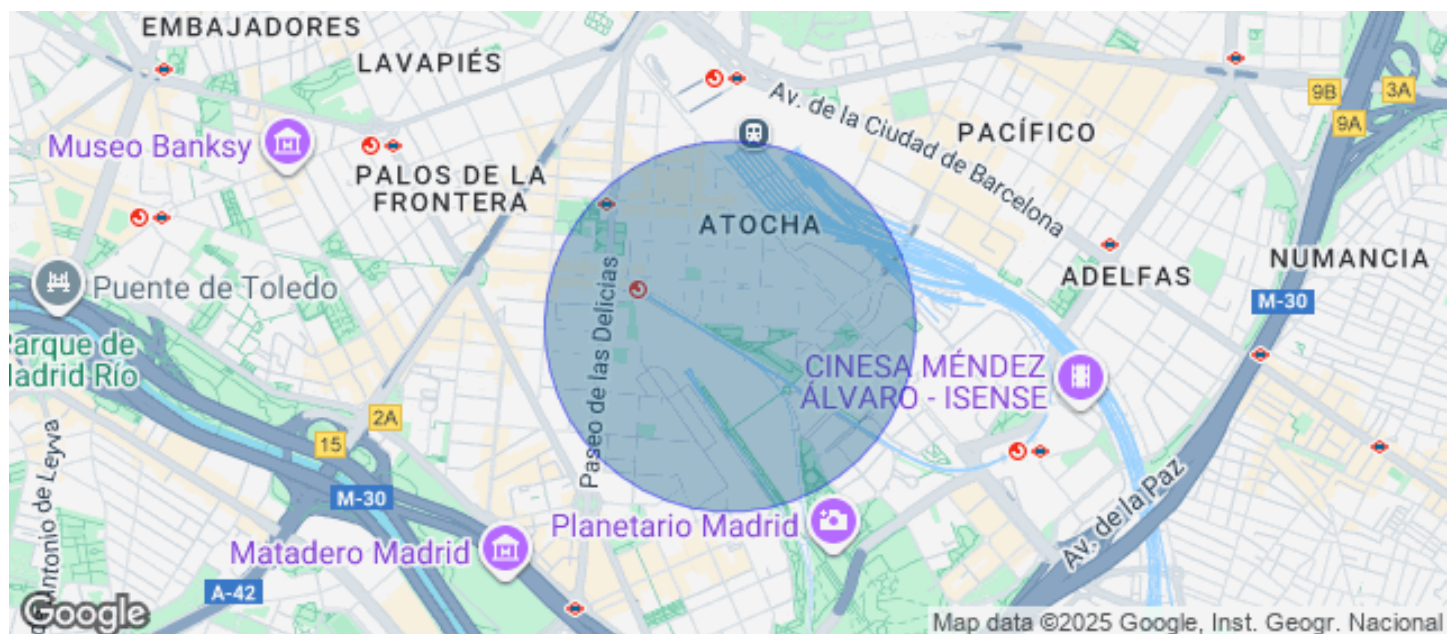 EMBAJADORES
LAVAPIÉS
Av. de la Ciudad de Barcelona
9B
3A
9A
PACÍFICO
Museo Banksy
PALOS DE LA
FRONTERA
ATOCHA
NUMANCIA
ADELFAS
Puente de Toledo
M-30
Paseo de las Delicias
Parque de
Madrid Río
CINESA MÉNDEZ
ÁLVARO - ISENSE
2A
15
Antonio de Leyva
M-30
Av. de la Paz
Planetario Madrid
Matadero Madrid
A-42
Google
Map data ©2025 Google, Inst. Geogr. Nacional